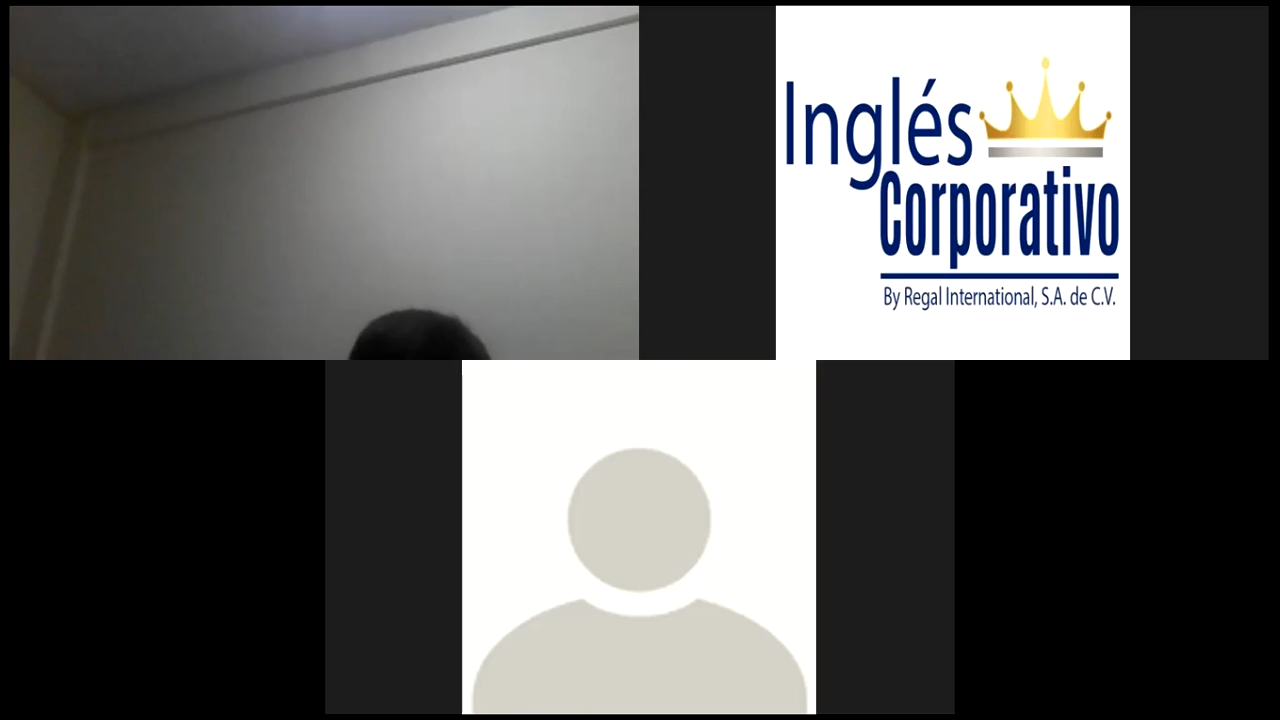 Inglés
Corporativo
By Regal International, S.A. de C.V.